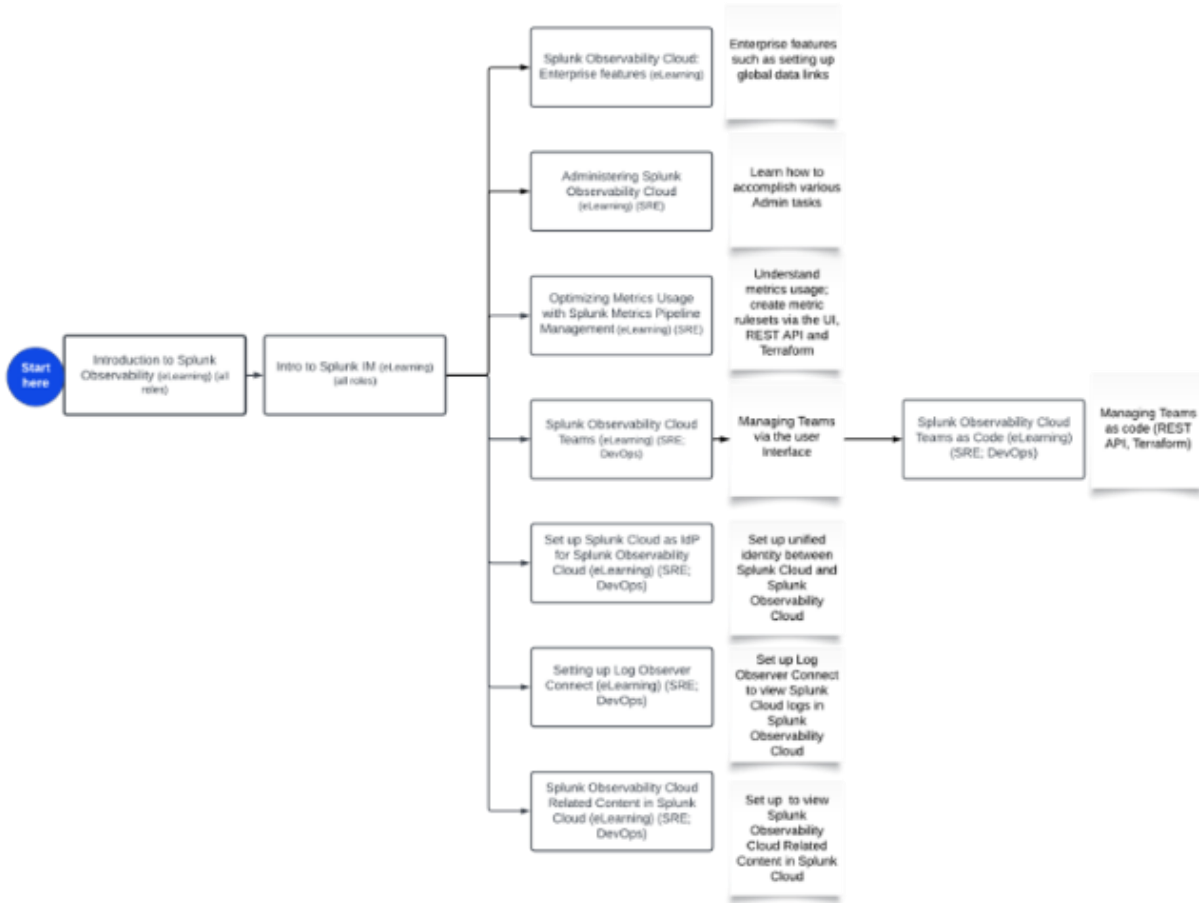 Splunk Observability Cloud:
Enterprise features (eLearning)
Enterprise features
such as setting up
global data links
Administering Splunk
Observability Cloud
(eLearning) (SRE)
Learn how to
accomplish various
Admin tasks
Optimizing Metrics Usage
with Splunk Metrics Pipeline
Management (eLearning) (SRE)
Understand
metrics usage;
create metric
rulesets via the UI,
REST API and
Terraform
Start
here
Introduction to Splunk
Observability (eLearning) (all
roles)
Intro to Splunk IM (eLearning)
(all roles)
Splunk Observability Cloud
Teams (eLearning) (SRE;
DevOps)
Managing Teams
via the user
Interface
Splunk Observability Cloud
Teams as Code (eLearning)
(SRE; DevOps)
Managing Teams
as code (REST
API, Terraform)
Set up Splunk Cloud as IdP
for Splunk Observability
Cloud (eLearning) (SRE;
DevOps)
Set up unified
identity between
Splunk Cloud and
Splunk
Observability
Cloud
Setting up Log Observer
Connect (eLearning) (SRE;
DevOps)
Set up Log
Observer Connect
to view Splunk
Cloud logs in
Splunk
Observability
Cloud
Splunk Observability Cloud
Related Content in Splunk
Cloud (eLearning) (SRE;
DevOps)
Set up to view
Splunk
Observability
Cloud Related
Content in Splunk
Cloud